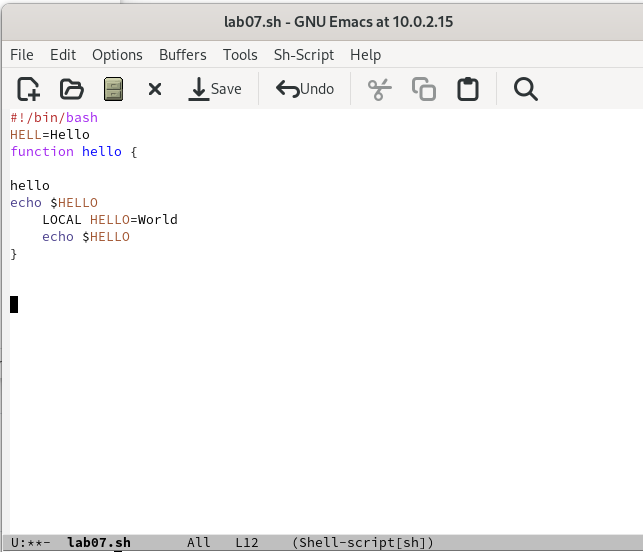 lab07.sh - GNU Emacs at 10.0.2.15
File Edit Options Buffers Tools Sh-Script Help
Save Undo
#!/bin/bash
HELL=Hello
function hello {
hello
echo $HELLO
    LOCAL HELLO=World
    echo $HELLO
}
U:**-  lab07.sh       All   L12    (Shell-script[sh])